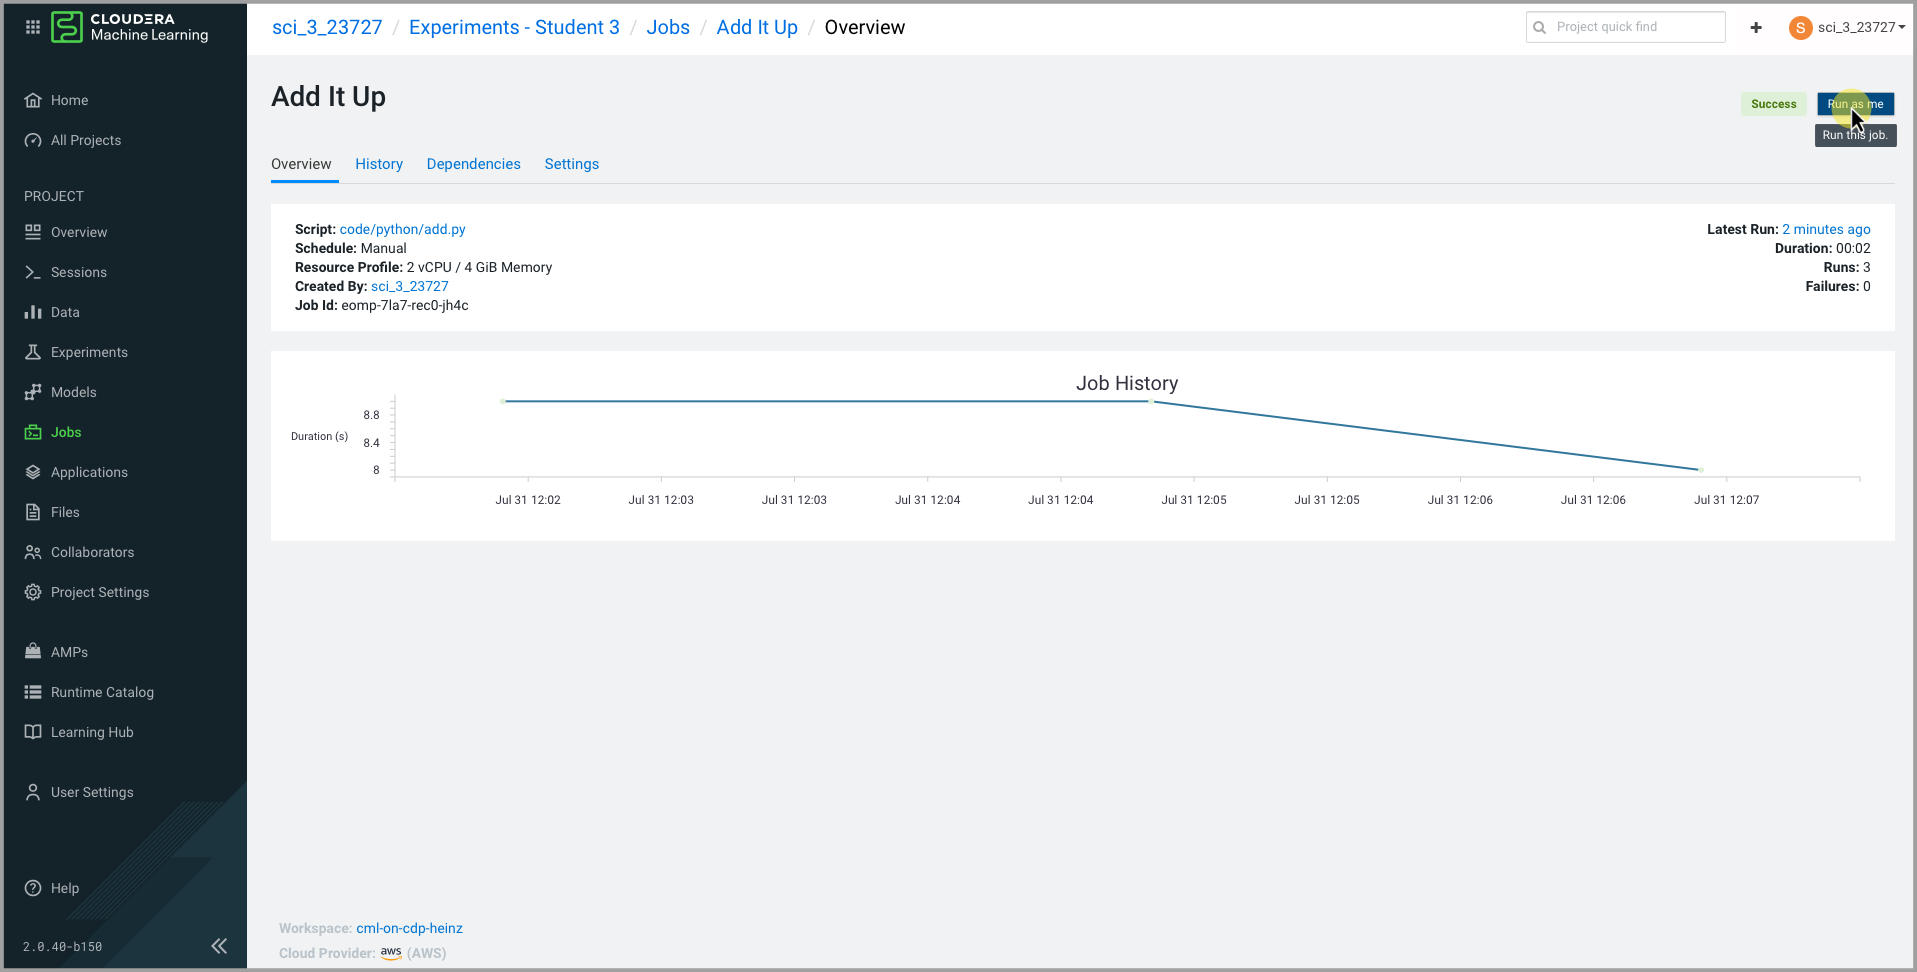 CLOUDERA
Machine Learning
sci_3_23727 / Experiments - Student 3 / Jobs / Add It Up / Overview
Project quick find
+
S sci_3_23727
Home
All Projects
PROJECT
Overview
Sessions
Data
Experiments
Models
Jobs
Applications
Files
Collaborators
Project Settings
AMPs
Runtime Catalog
Learning Hub
User Settings
Help
2.0.40-b150
Add It Up
Success
Run as me
Run this job.
Overview History Dependencies Settings
Script: code/python/add.py
Schedule: Manual
Resource Profile: 2 vCPU / 4 GiB Memory
Created By: sci_3_23727
Job Id: eomp-7la7-rec0-jh4c
Latest Run: 2 minutes ago
Duration: 00:02
Runs: 3
Failures: 0
Job History
Duration (s)
8.8
8.4
8
Jul 31 12:02 Jul 31 12:03 Jul 31 12:03 Jul 31 12:04 Jul 31 12:04 Jul 31 12:05 Jul 31 12:05 Jul 31 12:06 Jul 31 12:06 Jul 31 12:07
Workspace: cml-on-cdp-heinz
Cloud Provider: aws (AWS)